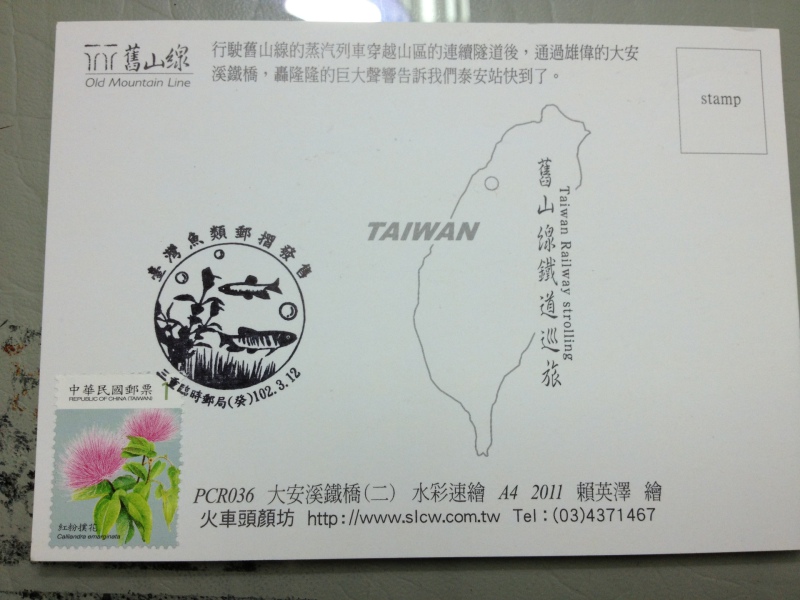 舊山線
Old Mountain Line
行駛舊山線的蒸汽列車穿越山區的連續隧道後，通過雄偉的大安
溪鐵橋，轟隆隆的巨大聲響告訴我們泰安站快到了。
stamp
TAIWAN
舊山線鐵道巡旅
Taiwan Railway strolling
臺灣魚類郵摺發售
三重臨時郵局(癸)102.3.12
中華民國郵票
REPUBLIC OF CHINA (TAIWAN)
1
紅粉撲花
Calliandra emarginata
PCR036 大安溪鐵橋(二) 水彩速繪 A4 2011 賴英澤 繪
火車頭顏坊 http://www.slcw.com.tw Tel:(03)4371467